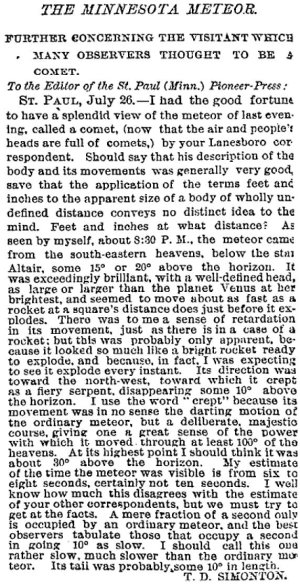 THE MINNESOTA METEOR.
FURTHER CONCERNING THE VISITANT WHICH
MANY OBSERVERS THOUGHT TO BE A
COMET.
To the Editor of the St. Paul (Minn.) Pioneer-Press:
ST. PAUL, July 26.—I had the good fortune
to have a splendid view of the meteor of last even-
ing, called a comet, (now that the air and people's
heads are full of comets,) by your Lanesboro cor-
respondent. Should say that his description of the
body and its movements was generally very good,
save that the application of the terms feet and
inches to the apparent size of a body of wholly un-
defined distance conveys no distinct idea to the
mind. Feet and inches at what distance? As
seen by myself, about 8:30 P. M., the meteor came
from the south-eastern heavens, below the star
Altair, some 15° or 20° above the horizon. It
was exceedingly brilliant, with a well-defined head,
as large or larger than the planet Venus at her
brightest, and seemed to move about as fast as a
rocket at a square's distance does just before it ex-
plodes. There was to me a sense of retardation
in its movement, just as there is in a case of a
rocket; but this was probably only apparent, be-
cause it looked so much like a bright rocket ready
to explode, and because, in fact, I was expecting
to see it explode every instant. Its direction was
toward the north-west, toward which it crept
as a fiery serpent, disappearing some 10° above
the horizon. I use the word "crept" because its
movement was in no sense the darting motion of
the ordinary meteor, but a deliberate, majestic
course, giving one a great sense of the power
with which it moved through at least 100° of the
heavens. At its highest point I should think it was
about 30° above the horizon. My estimate
of the time the meteor was visible is from six to
eight seconds, certainly not ten seconds. I well
know how much this disagrees with the estimate
of your other correspondents, but we must try to
get at the facts. A mere fraction of a second only
is occupied by an ordinary meteor, and the best
observers tabulate those that occupy a second
in going 10° as slow. I should call this one
rather slow, much slower than the ordinary me-
teor. Its tail was probably some 10° in length.
T. D. SIMONTON.